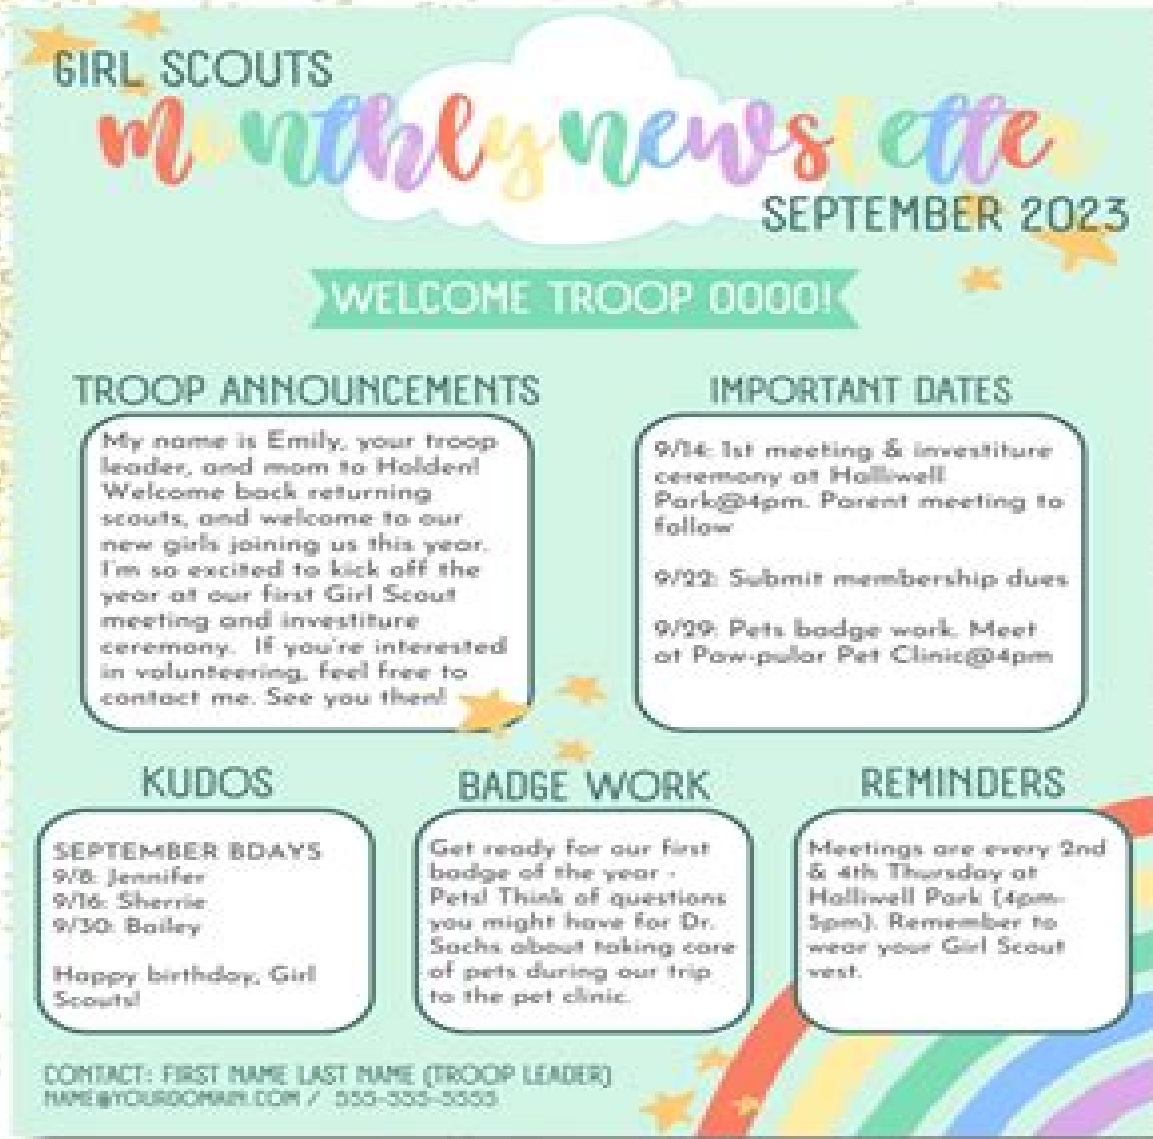 GIRL SCOUTS
monthly newsletter
SEPTEMBER 2023
WELCOME TROOP 0000!
TROOP ANNOUNCEMENTS
My name is Emily, your troop
leader, and mom to Holden!
Welcome back returning
scouts, and welcome to our
new girls joining us this year.
I'm so excited to kick off the
year at our first Girl Scout
meeting and investiture
ceremony. If you're interested
in volunteering, feel free to
contact me. See you then!
IMPORTANT DATES
9/14: 1st meeting & investiture
ceremony at Halliwell
Park@4pm. Parent meeting to
follow
9/22: Submit membership dues
9/29: Pets badge work. Meet
at Paw-pular Pet Clinic@4pm
KUDOS
SEPTEMBER BDAYS
9/8: Jennifer
9/16: Sherrie
9/30: Bailey
Happy birthday, Girl
Scouts!
BADGE WORK
Get ready for our first
badge of the year -
Pets! Think of questions
you might have for Dr.
Sachs about taking care
of pets during our trip
to the pet clinic.
REMINDERS
Meetings are every 2nd
& 4th Thursday at
Halliwell Park (4pm-
5pm). Remember to
wear your Girl Scout
vest.
CONTACT: FIRST NAME LAST NAME (TROOP LEADER)
NAME@YOURDOMAIN.COM / 555-555-5555